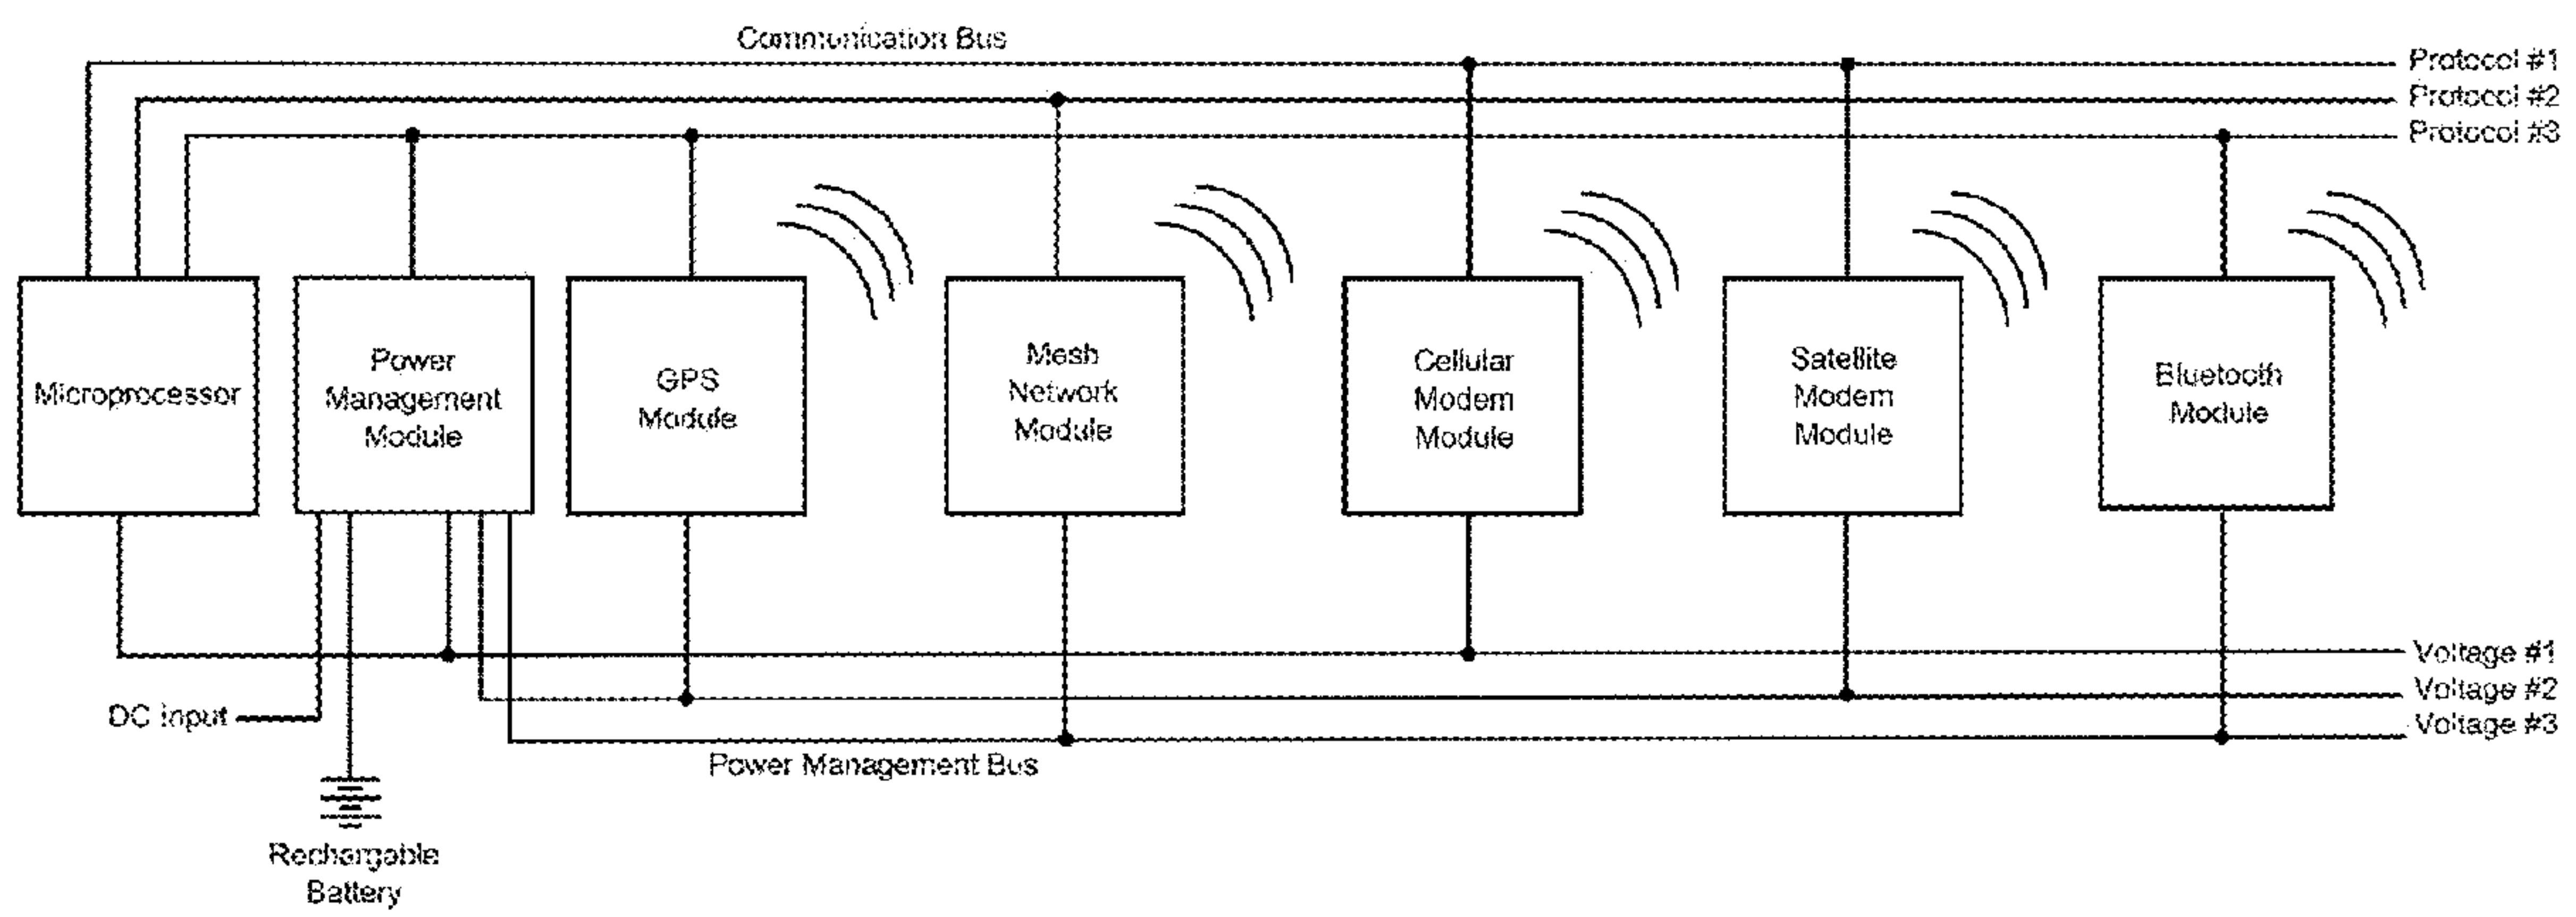 Communication Bus
Protocol #1
Protocol #2
Protocol #3
Microprocessor
Power
Management
Module
GPS
Module
Mesh
Network
Module
Cellular
Modem
Module
Satellite
Modem
Module
Bluetooth
Module
Voltage #1
Voltage #2
Voltage #3
DC Input
Power Management Bus
Rechargable
Battery